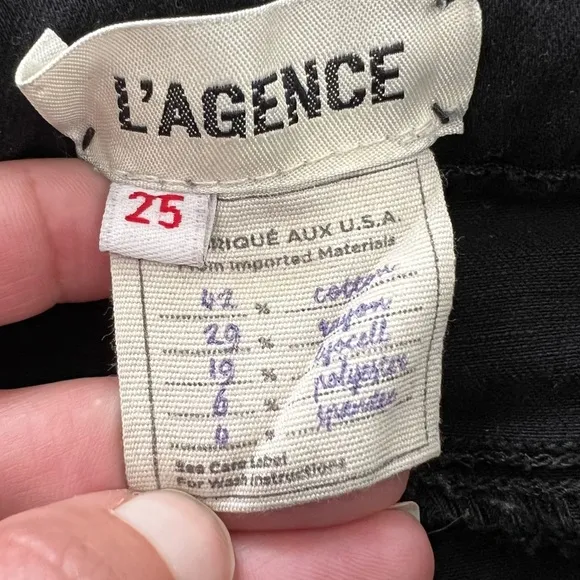 L'AGENCE
25
RIQUÉ AUX U.S.A.
From Imported Materials
42 % cotton
29 % rayon
19 % lyocell
6 % polyester
% spandex
See Care Label
For Wash Instructions